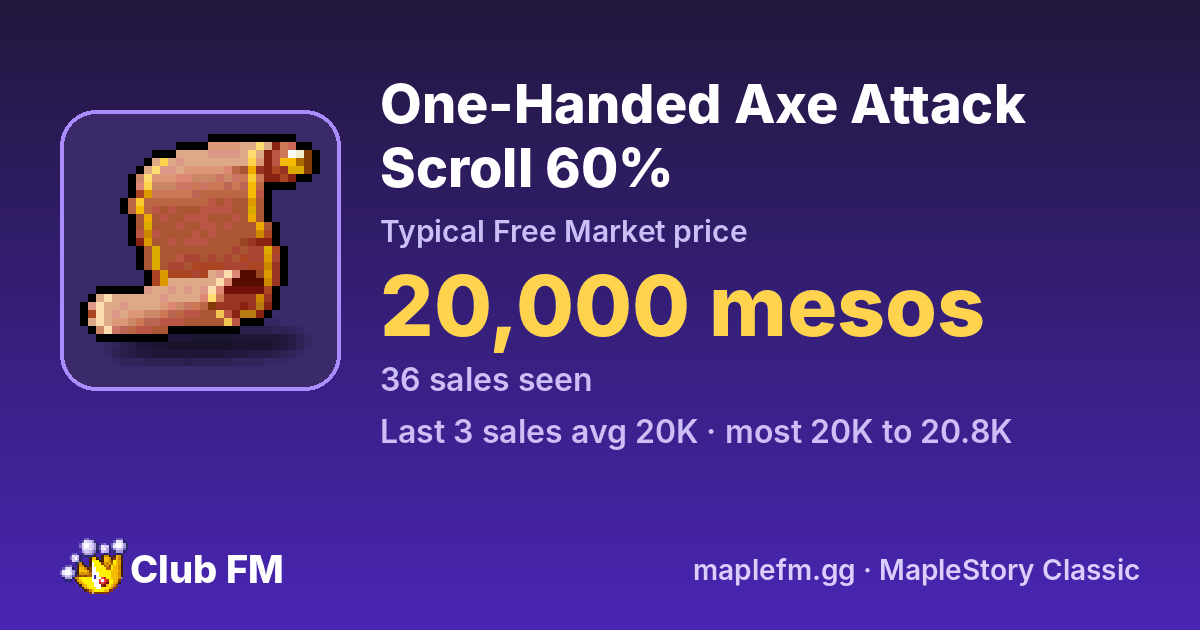 One-Handed Axe Attack
Scroll 60%
Typical Free Market price
20,000 mesos
36 sales seen
Last 3 sales avg 20K · most 20K to 20.8K
Club FM
maplefm.gg · MapleStory Classic